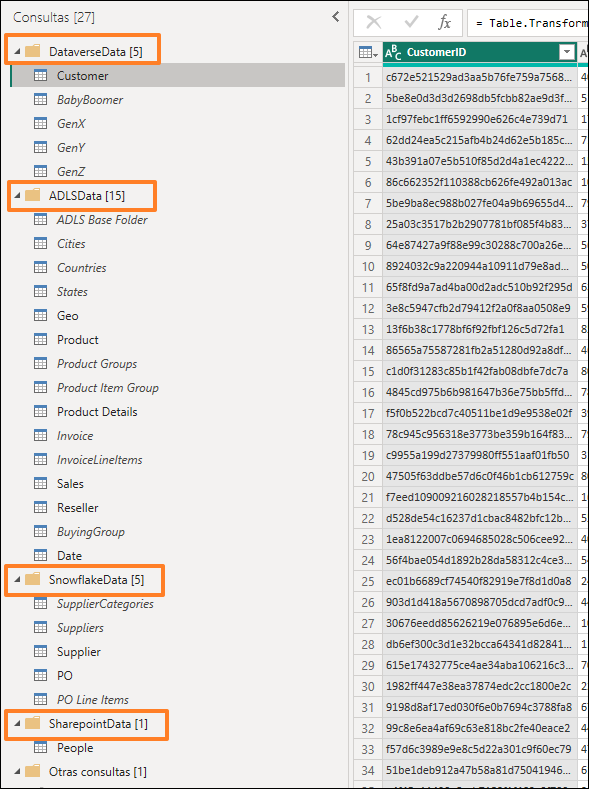 Consultas [27]
DataverseData [5]
Customer
BabyBoomer
GenX
GenY
GenZ
ADLSData [15]
ADLS Base Folder
Cities
Countries
States
Geo
Product
Product Groups
Product Item Group
Product Details
Invoice
InvoiceLineItems
Sales
Reseller
BuyingGroup
Date
SnowflakeData [5]
SupplierCategories
Suppliers
Supplier
PO
PO Line Items
SharepointData [1]
People
Otras consultas [1]
fx = Table.Transform
ABC CustomerID
1 c672e521529ad3aa5b76fe759a7568...
2 5be8e0d3d3d2698db5fcbb82ae9d3f...
3 1cf97febc1ff6592990e626c4e739d71
4 62dd24ea5c215afb4b24d62e5b185c...
5 43b391a07e5b510f85d2d4a1ec4222...
6 86c662352f110388cb626fe492a013ac
7 5be9ba8ec988b027fe04a9b69655d4...
8 25a03c3517b2b2907781bf085f4b83...
9 64e87427a9f88e99c30288c700a26e...
10 8924032c9a220944a10911d79e8ad...
11 65f8fd9a7ad4ba00d2adc510b92f295d
12 3e8c5947cfb2d79412f2a0f8aa0508e9
13 13f6b38c1778bf6f92fbf126c5d72fa1
14 86565a75587281fb2a51280d92a8df...
15 c1d0f31283c85b1f42fab08dbfe7dc7a
16 4845cd975b6b981647b36e75bb5ffd...
17 f5f0b522bcd7c40511be1d9e9538e02f
18 78c945c956318e3773be359b164f83...
19 c9955a199d27379980ff551aaf01fb50
20 47505f63ddbe57d6c0f46b1cb612759c
21 f7eed109009216028218557b4b154c...
22 d528de54c16237d1cbac8482bfc12b...
23 1ea8122007c0694685028c506cee92...
24 56f4bae054d1892b28da58312c4ce3...
25 ec01b6689cf74540f82919e7f8d1d0a8
26 903d1d418a5670898705dcd7adf0c9...
27 30676eedd85626219e076895e6d6e...
28 db6ef300c3d1e32bcca64341d82841...
29 615e17432775ce4ae34aba106216c3...
30 1982ff447e38ea37874edc2cc1800e2c
31 9198d8af17ed030f6e0b7694c3788fa8
32 99c8e6ea4af69c63e818bc2fe40eace2
33 f57d6c3989e9e8c5d22a301c9f60ec79
34 51be1deb912a47b58a81d75041946...